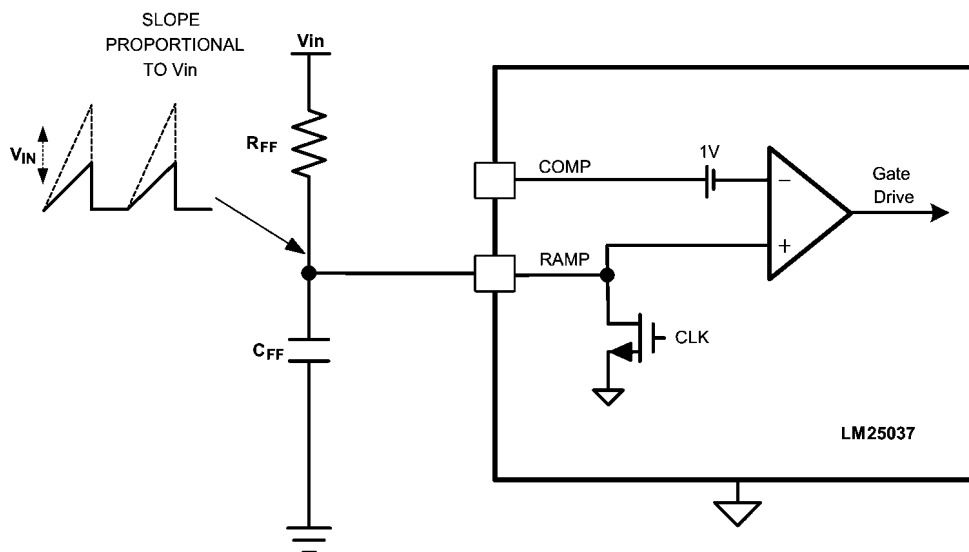 SLOPE
PROPORTIONAL
TO Vin
Vin
VIN
RFF
CFF
COMP
1V
−
+
Gate
Drive
RAMP
CLK
LM25037